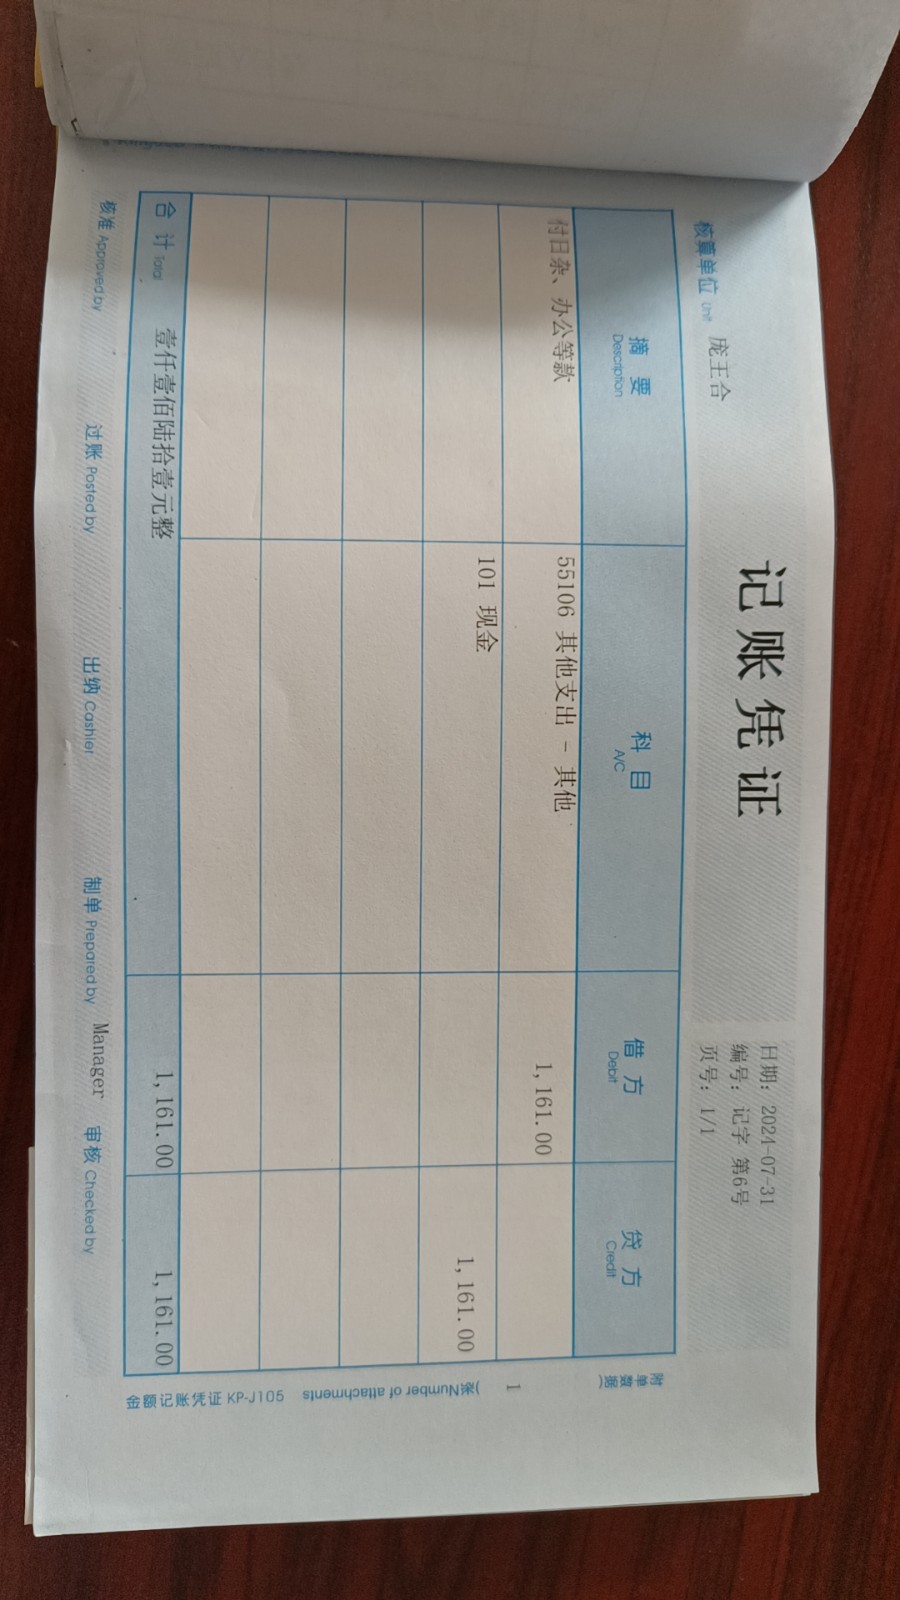 记账凭证
日期： 2024-07-31
编号： 记字 第6号
页号： 1/1
核算单位 Unit 庞王合
摘要 Description 科目 A/C 借方 Debit 贷方 Credit
付日杂、办公等款 55106 其他支出 - 其他 1,161.00
101 现金 1,161.00
合计 Total 壹仟壹佰陆拾壹元整 1,161.00 1,161.00
附单据数( 1 张 Number of attachments)
金额记账凭证 KP-J105
核准 Approved by 过账 Posted by 出纳 Cashier 制单 Prepared by Manager 审核 Checked by